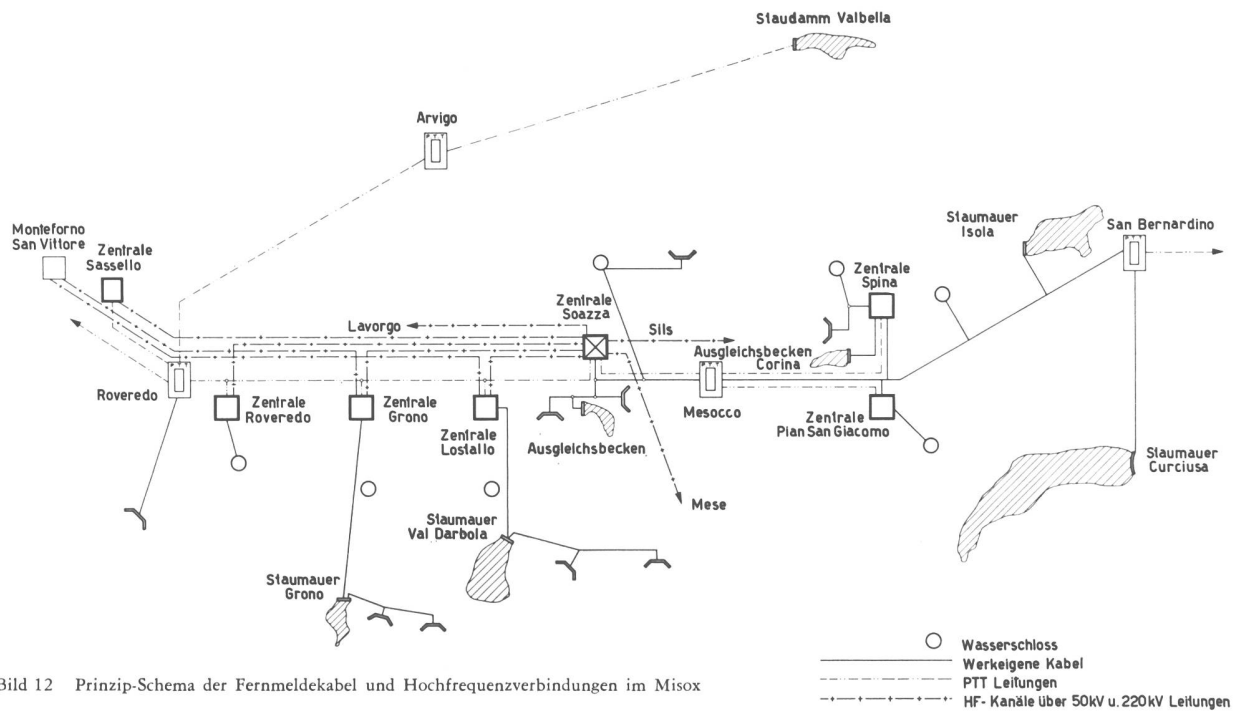 Staudamm Valbella
Arvigo
Monteforno
San Vittore
Zentrale
Sassello
Staumauer
Isola
San Bernardino
Zentrale
Spina
Zentrale
Soazza
Lavorgo
Sils
Ausgleichsbecken
Corina
Roveredo
Zentrale
Roveredo
Zentrale
Grono
Zentrale
Lostallo
Ausgleichsbecken
Mesocco
Zentrale
Pian San Giacomo
Staumauer
Curciusa
Mese
Staumauer
Val Darbola
Staumauer
Grono
Wasserschloss
Werkeigene Kabel
PTT Leitungen
HF-Kanäle über 50kV u. 220kV Leitungen
Bild 12 Prinzip-Schema der Fernmeldekabel und Hochfrequenzverbindungen im Misox